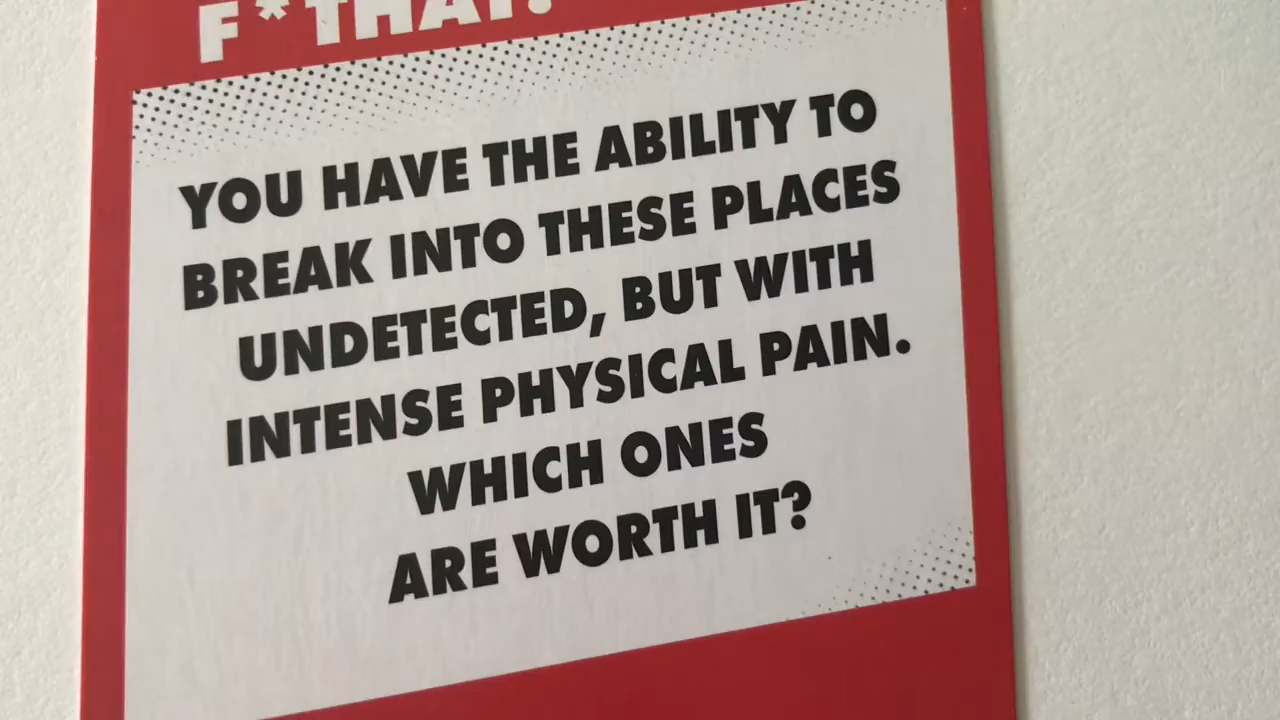 F*THAT!
YOU HAVE THE ABILITY TO
BREAK INTO THESE PLACES
UNDETECTED, BUT WITH
INTENSE PHYSICAL PAIN.
WHICH ONES
ARE WORTH IT?